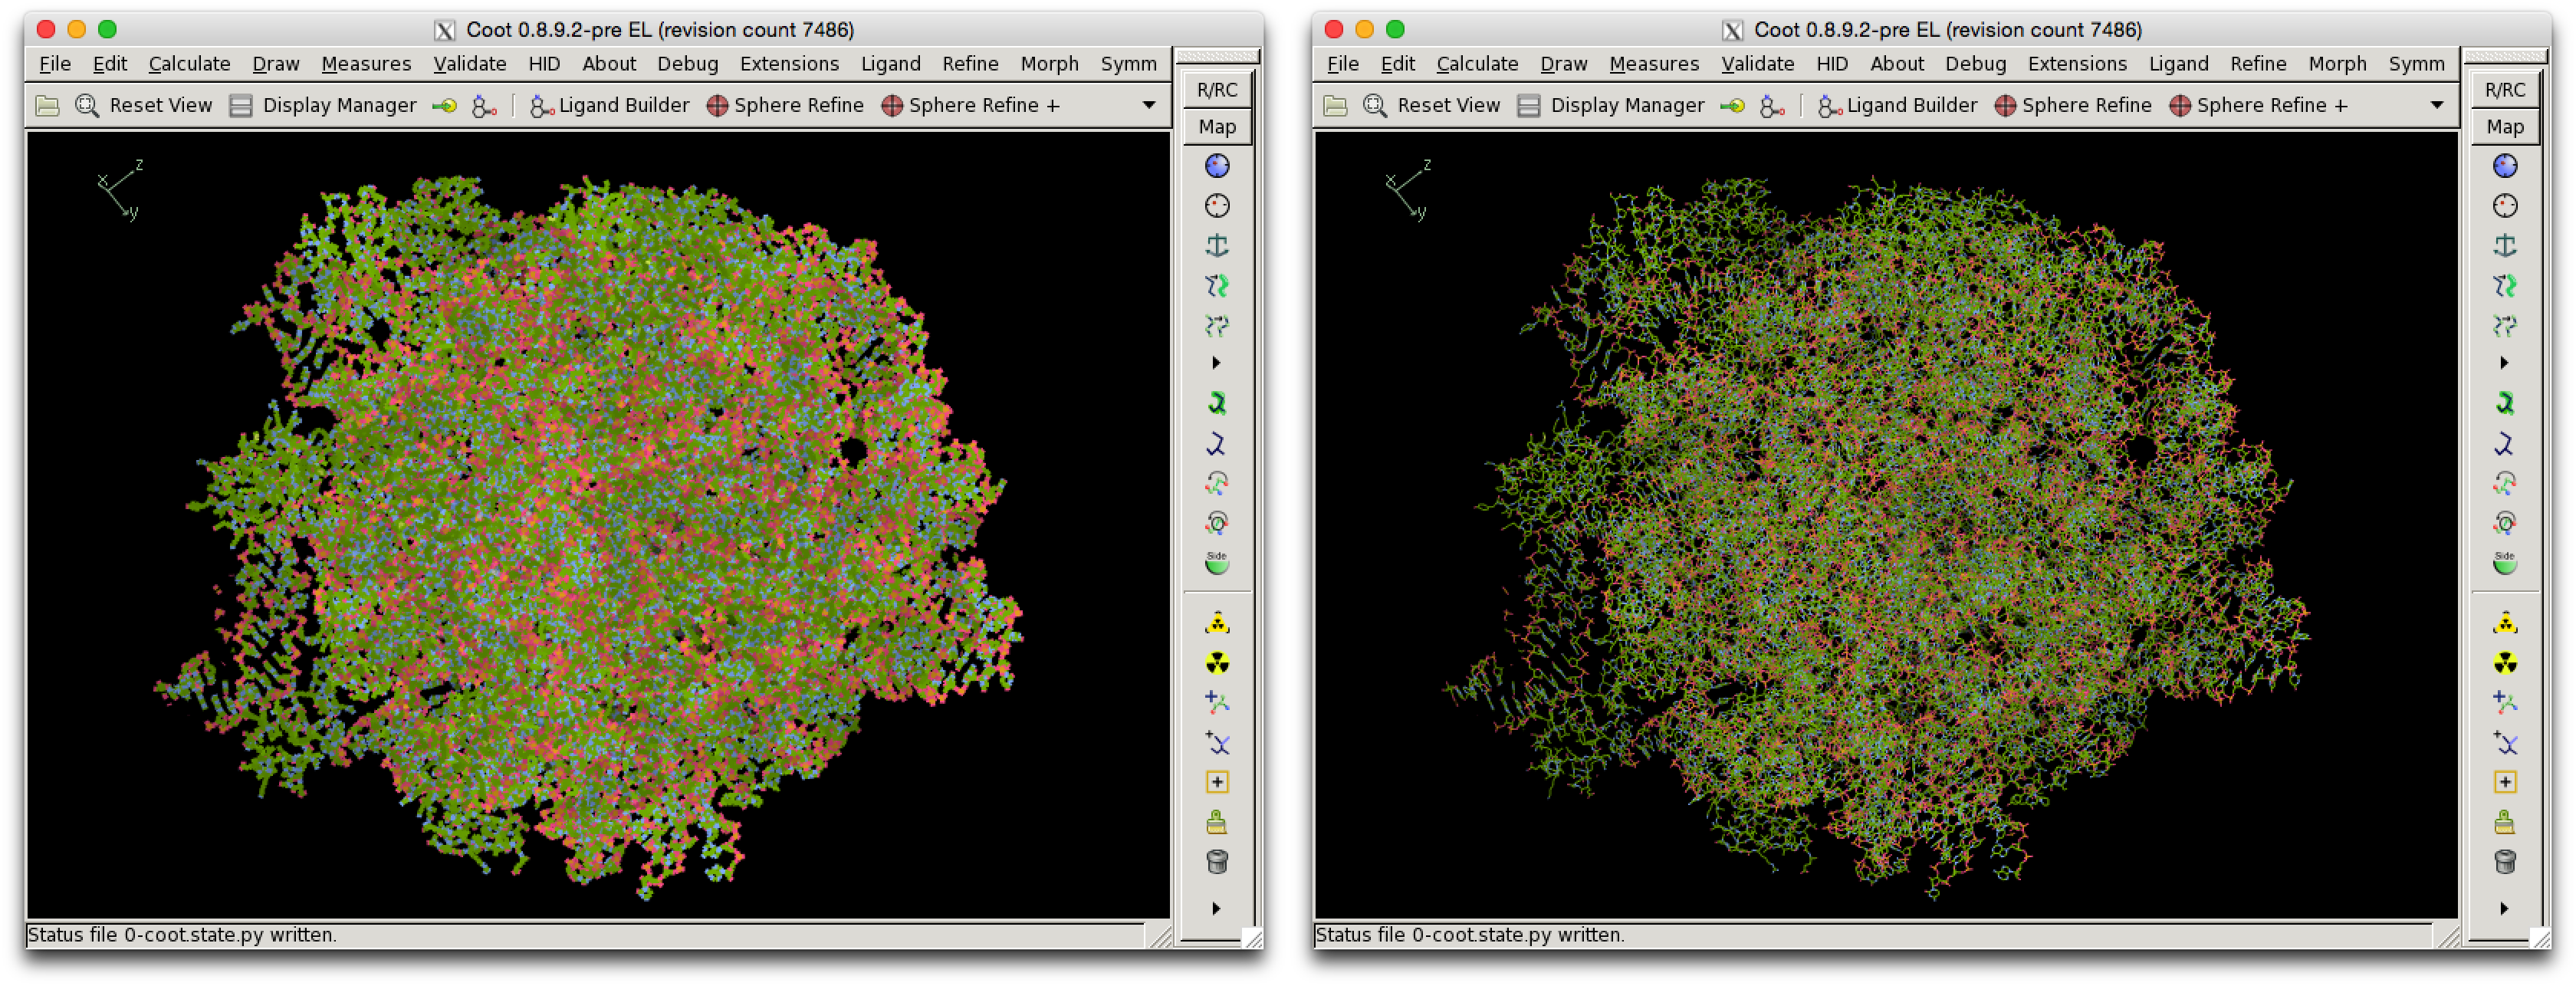 Coot 0.8.9.2-pre EL (revision count 7486)
File Edit Calculate Draw Measures Validate HID About Debug Extensions Ligand Refine Morph Symm
Reset View Display Manager Ligand Builder Sphere Refine Sphere Refine +
R/RC
Map
x z
y
Side
Status file 0-coot.state.py written.
Coot 0.8.9.2-pre EL (revision count 7486)
File Edit Calculate Draw Measures Validate HID About Debug Extensions Ligand Refine Morph Symm
Reset View Display Manager Ligand Builder Sphere Refine Sphere Refine +
R/RC
Map
x z
y
Side
Status file 0-coot.state.py written.